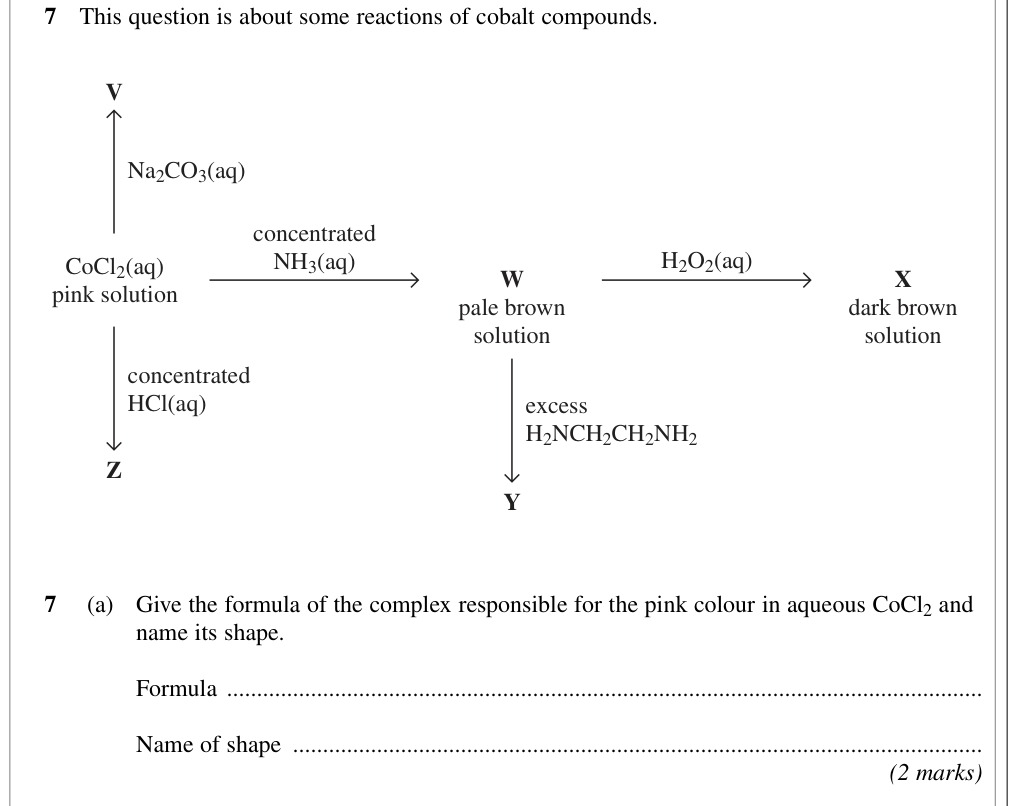 7 This question is about some reactions of cobalt compounds.
V
Na₂CO₃(aq)
concentrated
NH₃(aq)
CoCl₂(aq)
pink solution
W
pale brown
solution
H₂O₂(aq)
X
dark brown
solution
concentrated
HCl(aq)
excess
H₂NCH₂CH₂NH₂
Z
Y
7 (a) Give the formula of the complex responsible for the pink colour in aqueous CoCl₂ and
name its shape.
Formula ................................................................................
Name of shape ................................................................................
(2 marks)